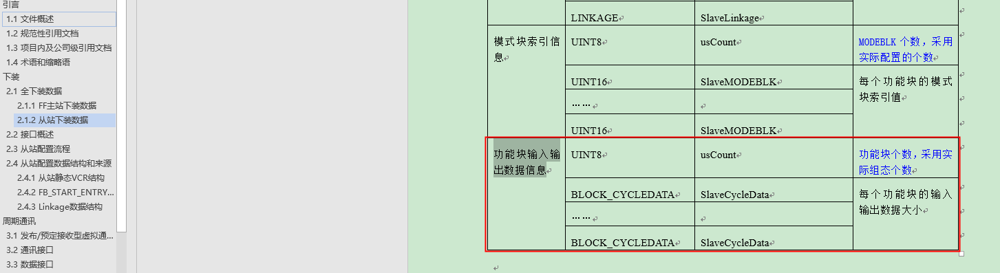 引言
1.1 文件概述
1.2 规范性引用文档
1.3 项目内及公司级引用文档
1.4 术语和缩略语
下装
2.1 全下装数据
2.1.1 FF主站下装数据
2.1.2 从站下装数据
2.2 接口概述
2.3 从站配置流程
2.4 从站配置数据结构和来源
2.4.1 从站静态VCR结构
2.4.2 FB_START_ENTRY...
2.4.3 Linkage数据结构
周期通讯
3.1 发布/预定接收型虚拟通...
3.2 通讯接口
3.3 数据接口
LINKAGE
SlaveLinkage
模式块索引信
息
UINT8
usCount
MODEBLK 个数，采用
实际配置的个数
UINT16
SlaveMODEBLK
每个功能块的模式
块索引值
……
UINT16
SlaveMODEBLK
功能块输入输
出数据信息
UINT8
usCount
功能块个数，采用实
际组态个数
BLOCK_CYCLEDATA
SlaveCycleData
每个功能块的输入
输出数据大小
……
BLOCK_CYCLEDATA
SlaveCycleData